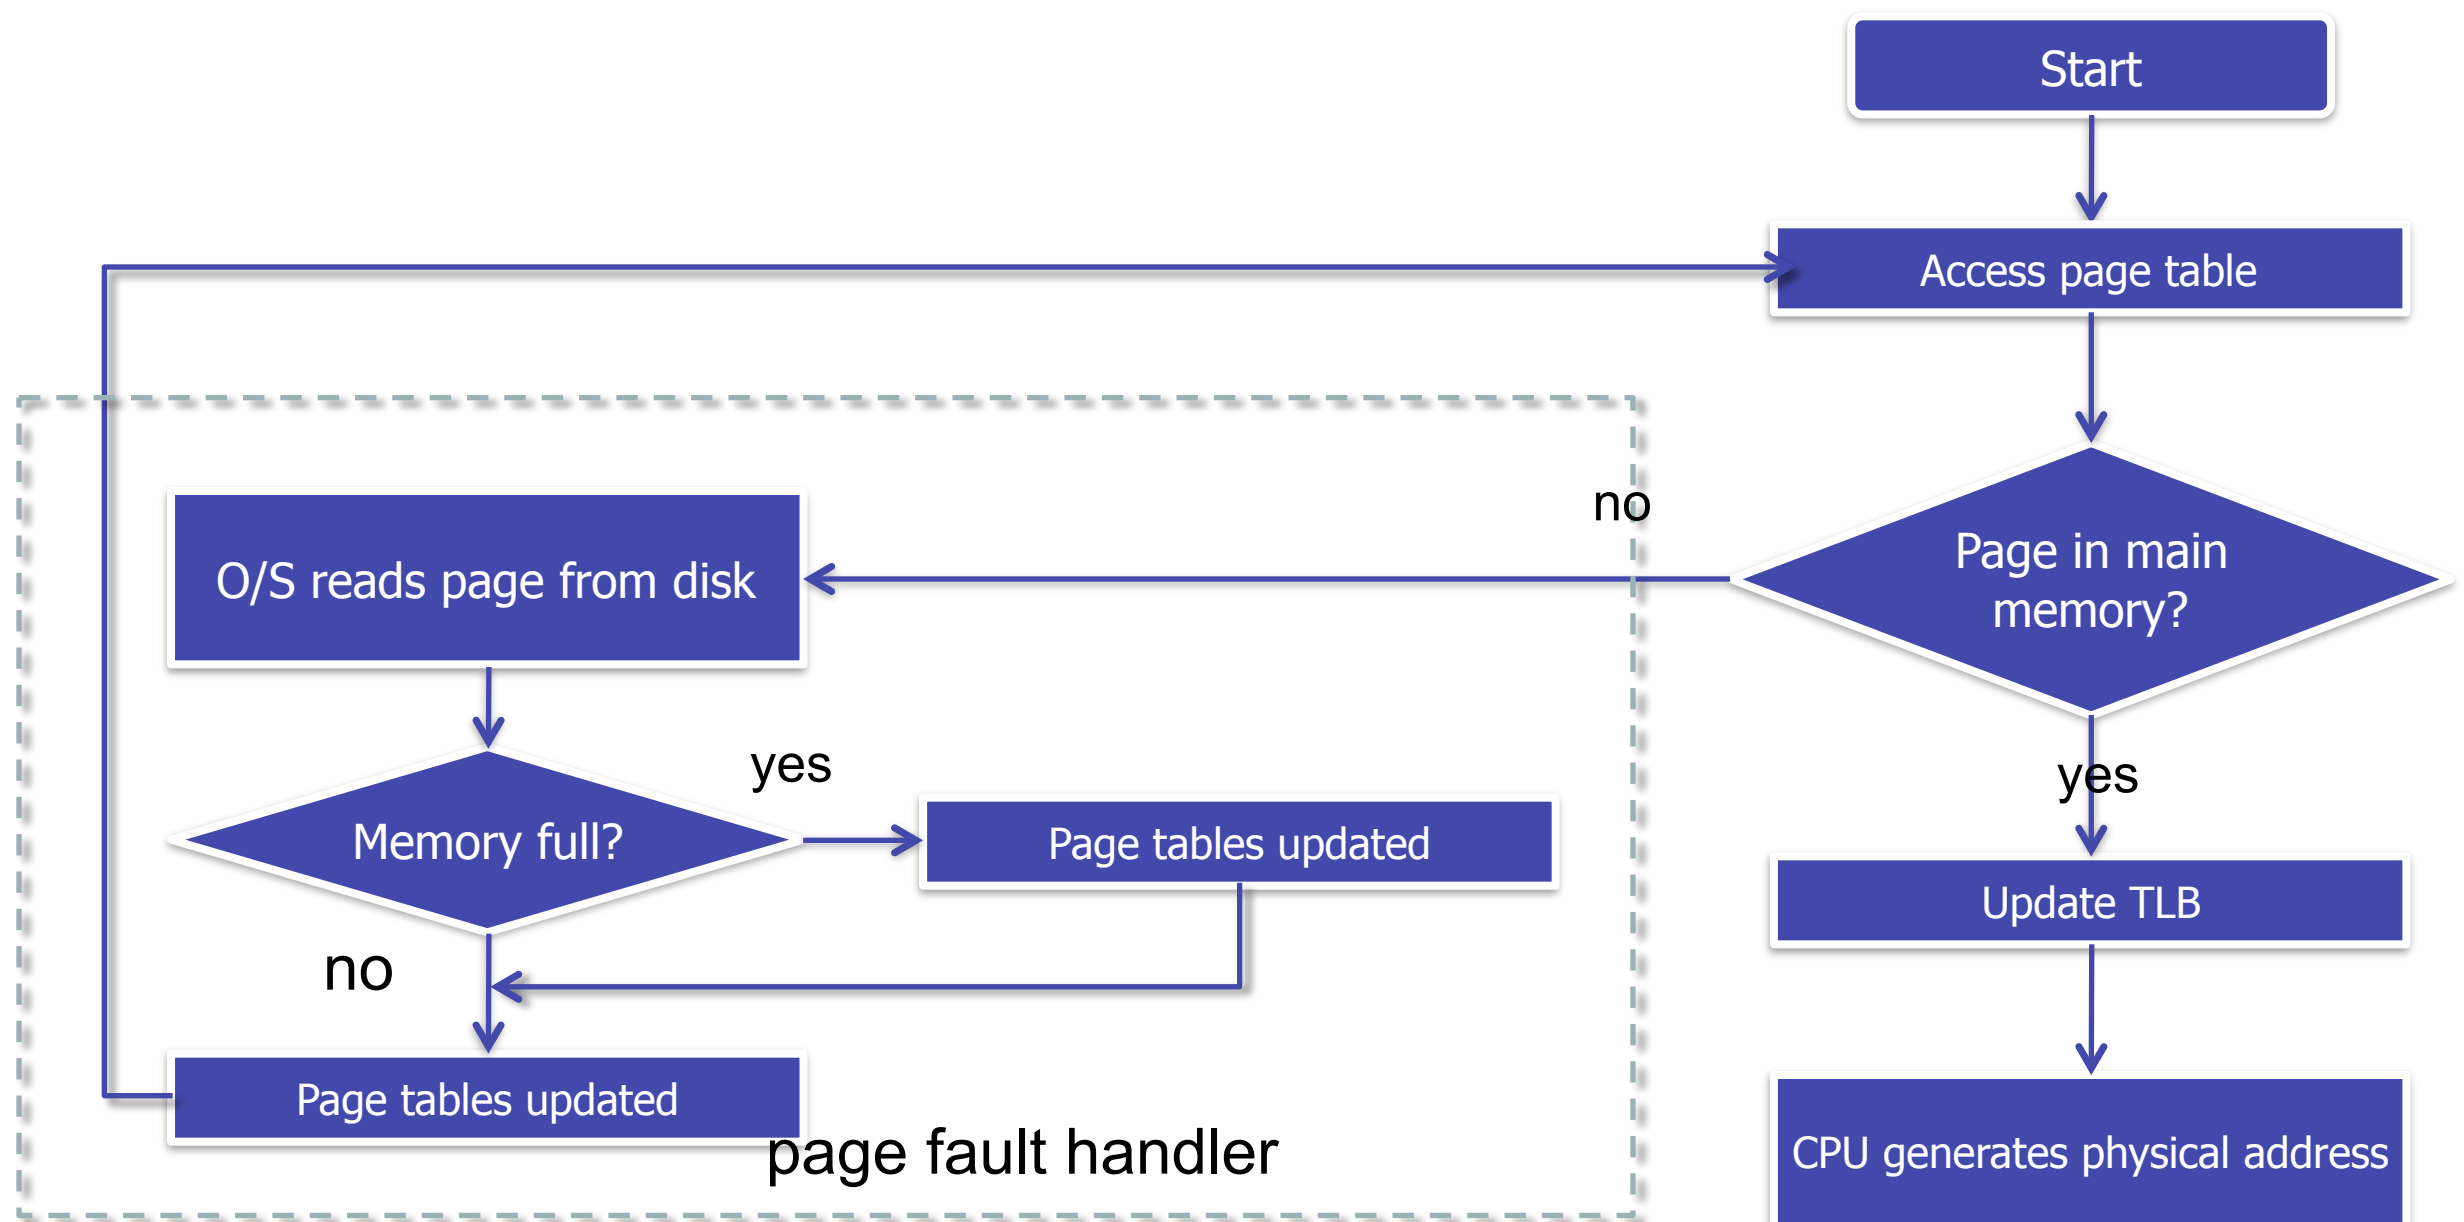 Start
Access page table
no
Page in main
memory?
O/S reads page from disk
yes
yes
Memory full?
Page tables updated
Update TLB
no
Page tables updated
page fault handler
CPU generates physical address